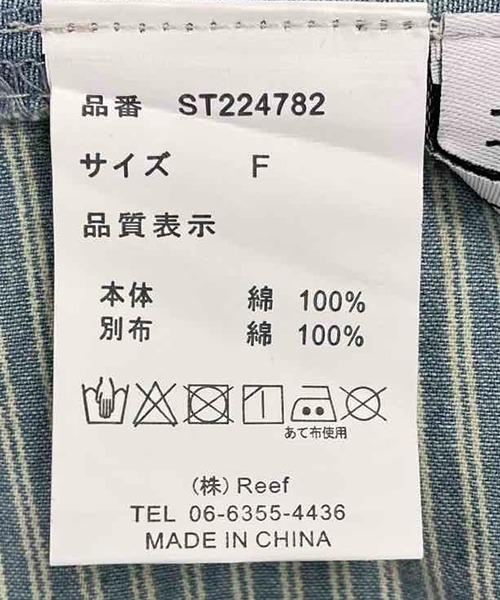 品番 ST224782
サイズ F
品質表示
本体 綿 100%
別布 綿 100%
あて布使用
(株) Reef
TEL 06-6355-4436
MADE IN CHINA